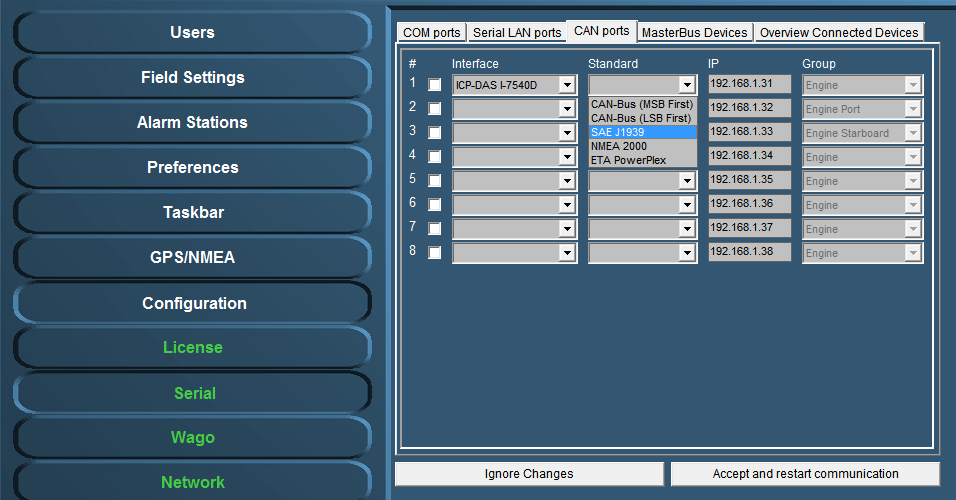 Users
Field Settings
Alarm Stations
Preferences
Taskbar
GPS/NMEA
Configuration
License
Serial
Wago
Network
COM ports Serial LAN ports CAN ports MasterBus Devices Overview Connected Devices
# Interface Standard IP Group
1 ICP-DAS I-7540D 192.168.1.31 Engine
2 CAN-Bus (MSB First) 192.168.1.32 Engine Port
CAN-Bus (LSB First)
3 SAE J1939 192.168.1.33 Engine Starboard
NMEA 2000
4 ETA PowerPlex 192.168.1.34 Engine
5 192.168.1.35 Engine
6 192.168.1.36 Engine
7 192.168.1.37 Engine
8 192.168.1.38 Engine
Ignore Changes Accept and restart communication